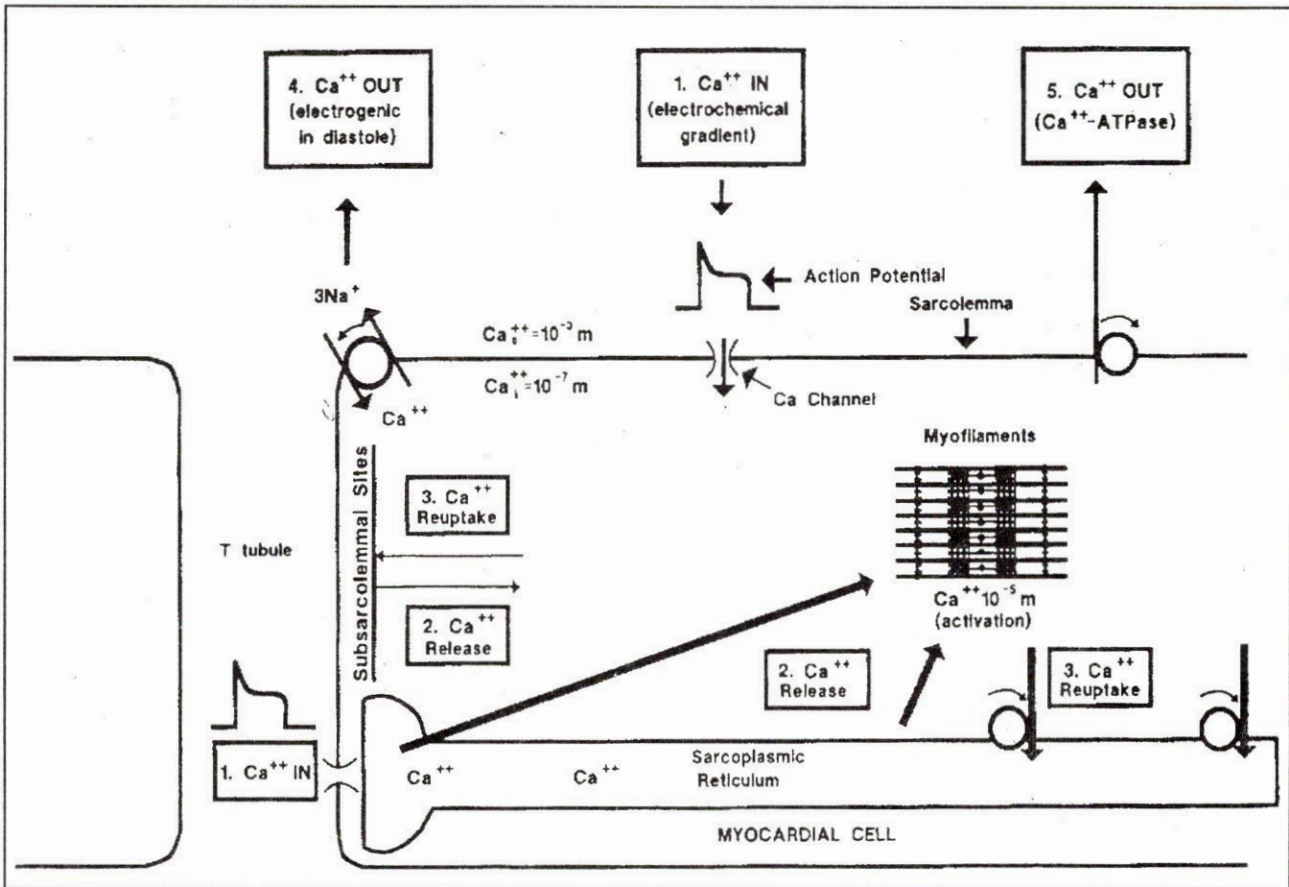 4. Ca++ OUT
(electrogenic
in diastole)
1. Ca++ IN
(electrochemical
gradient)
5. Ca++ OUT
(Ca++-ATPase)
3Na+
Action Potential
Sarcolemma
Ca++o=10-3 m
Ca++i=10-7 m
Ca++
Ca Channel
Myofilaments
Subsarcolemmal Sites
3. Ca++
Reuptake
T tubule
2. Ca++
Release
Ca++10-5 m
(activation)
2. Ca++
Release
3. Ca++
Reuptake
1. Ca++ IN
Ca++
Ca++
Sarcoplasmic
Reticulum
MYOCARDIAL CELL